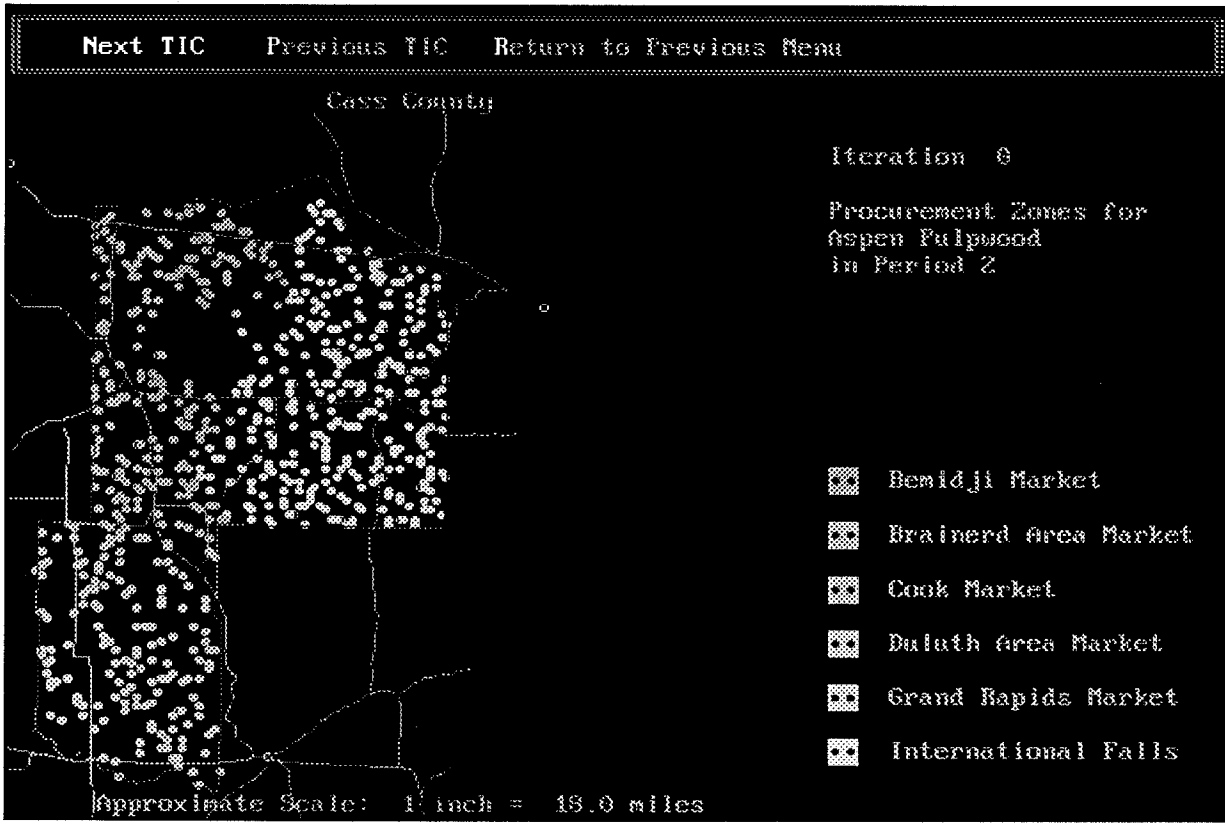 Next TIC Previous TIC Return to Previous Menu
Cass County
Iteration 0
Procurement Zones for
Aspen Pulpwood
in Period 2
Bemidji Market
Brainerd Area Market
Cook Market
Duluth Area Market
Grand Rapids Market
International Falls
Approximate Scale: 1 inch = 18.0 miles